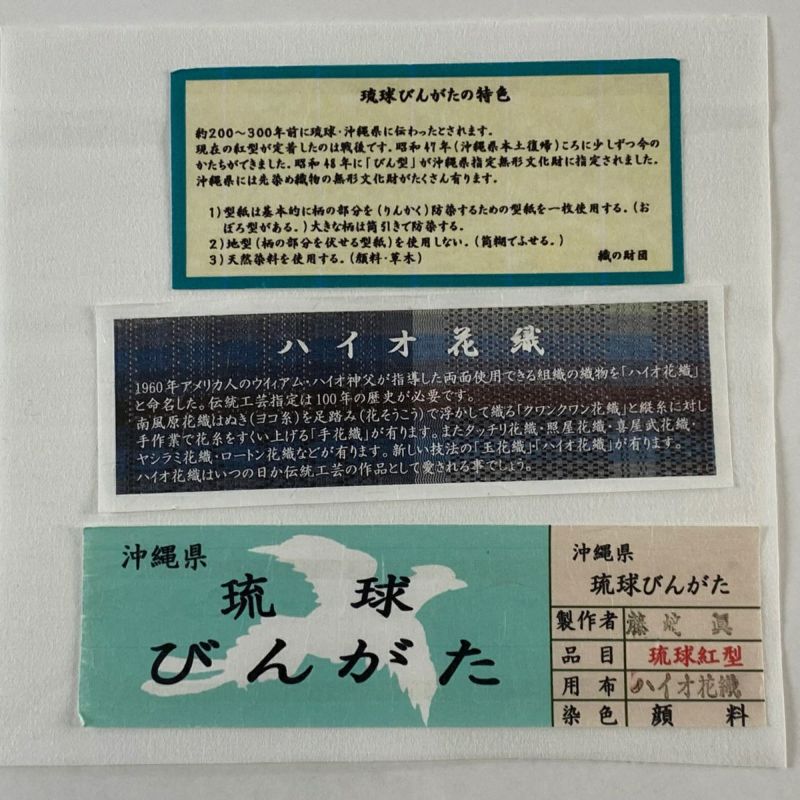 琉球びんがたの特色
約200～300年前に琉球・沖縄県に伝わったとされます。
現在の紅型が定着したのは戦後です。昭和47年（沖縄県本土復帰）ころに少しずつ今の
かたちができました。昭和48年に「びん型」が沖縄県指定無形文化財に指定されました。
沖縄県には先染め織物の無形文化財がたくさん有ります。
1）型紙は基本的に柄の部分を（りんかく）防染するための型紙を一枚使用する。（お
ぼろ型がある。）大きな柄は筒引きで防染する。
2）地型（柄の部分を伏せる型紙）を使用しない。（筒糊でふせる。）
3）天然染料を使用する。（顔料・草木）
織の財団
ハイオ花織
1960年アメリカ人のウイィアム・ハイオ神父が指導した両面使用できる組織の織物を「ハイオ花織」
と命名した。伝統工芸指定は100年の歴史が必要です。
南風原花織はぬき（ヨコ糸）を足踏み（花そうこう）で浮かして織る「クワンクワン花織」と縦糸に対し
手作業で花糸をすくい上げる「手花織」が有ります。またタッチリ花織・照屋花織・喜屋武花織・
ヤシラミ花織・ロートン花織などが有ります。新しい技法の「玉花織」・「ハイオ花織」が有ります。
ハイオ花織はいつの日か伝統工芸の作品として愛される事でしょう。
沖縄県
琉球
びんがた
沖縄県
琉球びんがた
製作者 藤 眞
品目 琉球紅型
用布 ハイオ花織
染色 顔料